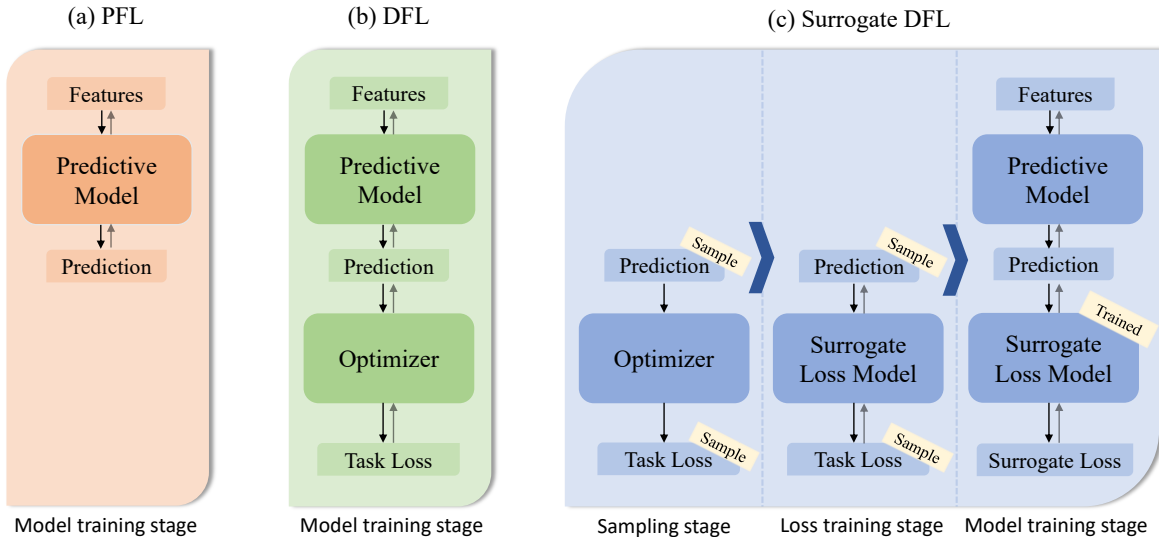 (a) PFL
Features
Predictive
Model
Prediction
Model training stage
(b) DFL
Features
Predictive
Model
Prediction
Optimizer
Task Loss
Model training stage
(c) Surrogate DFL
Sample
Prediction
Optimizer
Sample
Task Loss
Sampling stage
Sample
Prediction
Surrogate
Loss Model
Sample
Task Loss
Loss training stage
Features
Predictive
Model
Prediction
Trained
Surrogate
Loss Model
Surrogate Loss
Model training stage